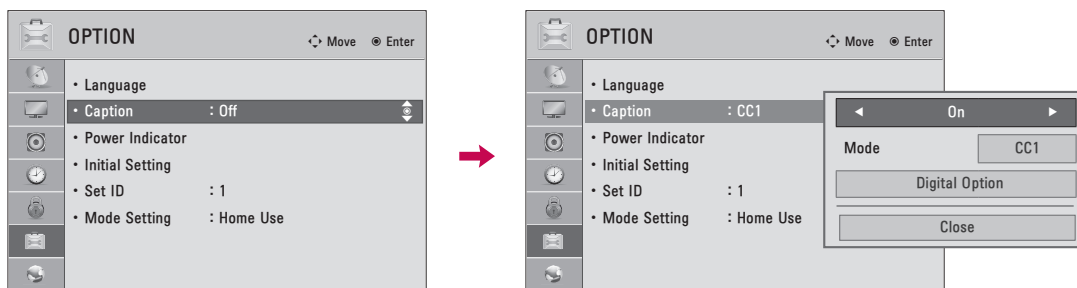 OPTION
Move Enter
• Language
• Caption : Off
• Power Indicator
• Initial Setting
• Set ID : 1
• Mode Setting : Home Use
OPTION
Move Enter
• Language
• Caption : CC1
• Power Indicator
• Initial Setting
• Set ID : 1
• Mode Setting : Home Use
◀ On ▶
Mode CC1
Digital Option
Close